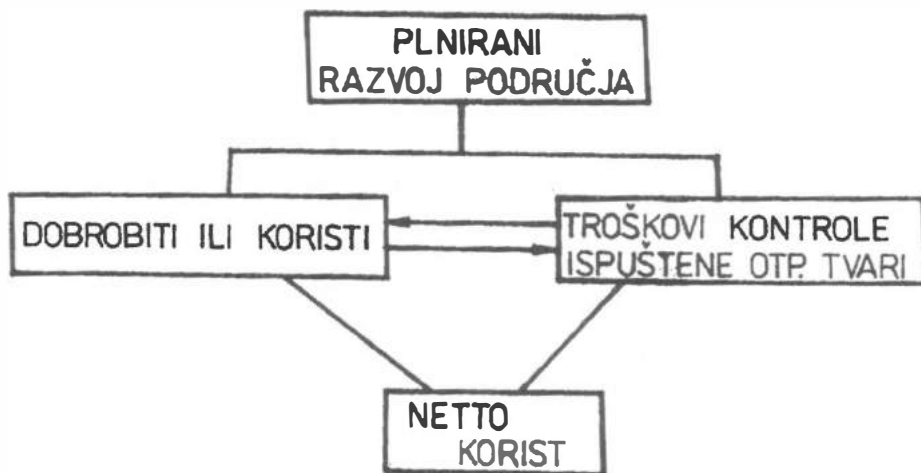 PLNIRANI
RAZVOJ PODRUČJA
DOBROBITI ILI KORISTI
TROŠKOVI KONTROLE
ISPUŠTENE OTP. TVARI
NETTO
KORIST